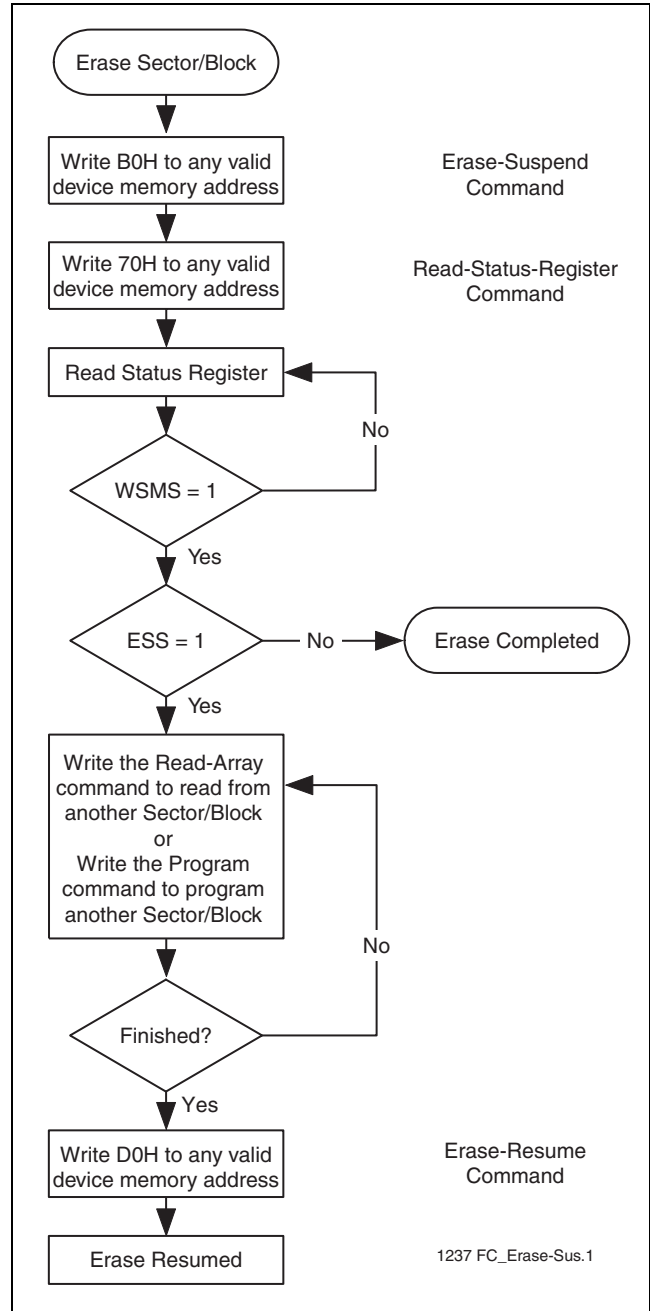 Erase Sector/Block
Write B0H to any valid
device memory address
Erase-Suspend
Command
Write 70H to any valid
device memory address
Read-Status-Register
Command
Read Status Register
No
WSMS = 1
Yes
ESS = 1
No
Erase Completed
Yes
Write the Read-Array
command to read from
another Sector/Block
or
Write the Program
command to program
another Sector/Block
No
Finished?
Yes
Write D0H to any valid
device memory address
Erase-Resume
Command
Erase Resumed
1237 FC_Erase-Sus.1